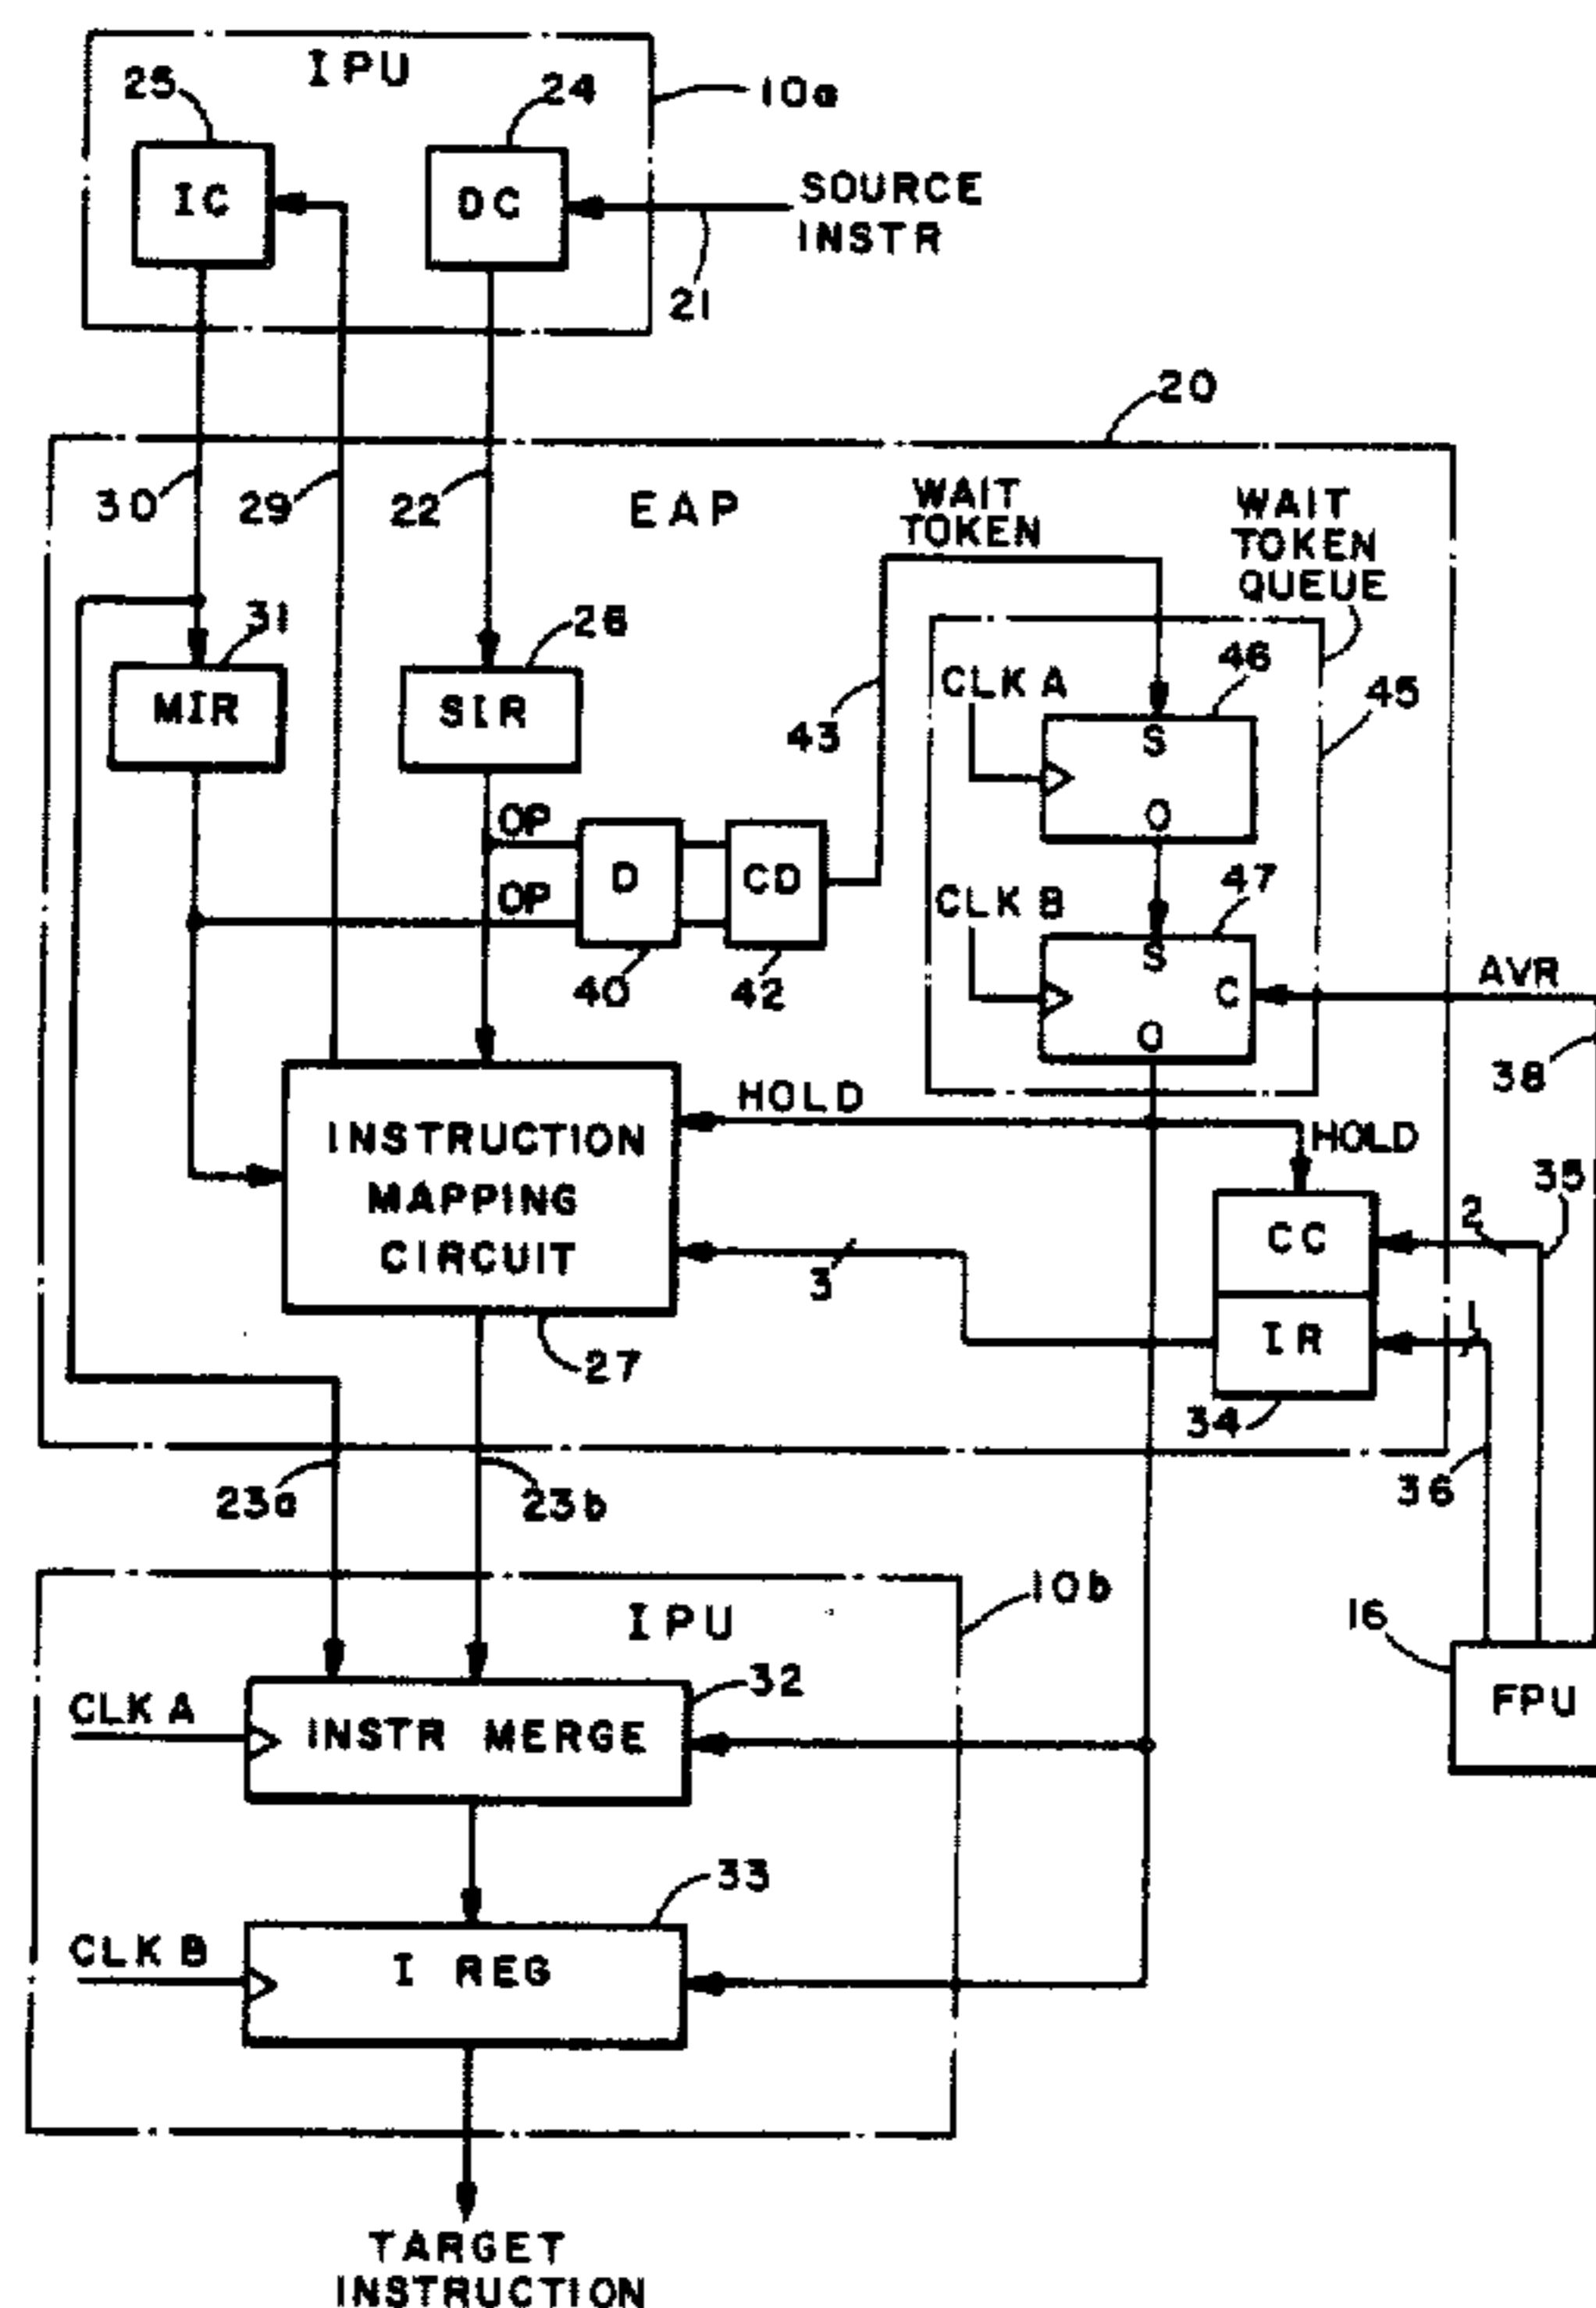 IPU
25
24
10a
IC
DC
SOURCE
INSTR
21
20
30
29
22
EAP
WAIT
TOKEN
WAIT
TOKEN
QUEUE
31
26
46
45
MIR
SIR
43
CLK A
S
O
OP
D
CD
OP
CLK B
47
40
42
S
C
O
AVR
38
HOLD
HOLD
INSTRUCTION
MAPPING
CIRCUIT
35
2
CC
3
IR
1
27
34
36
23a
23b
IPU
10b
16
FPU
CLK A
32
INSTR MERGE
33
CLK B
I REG
TARGET
INSTRUCTION